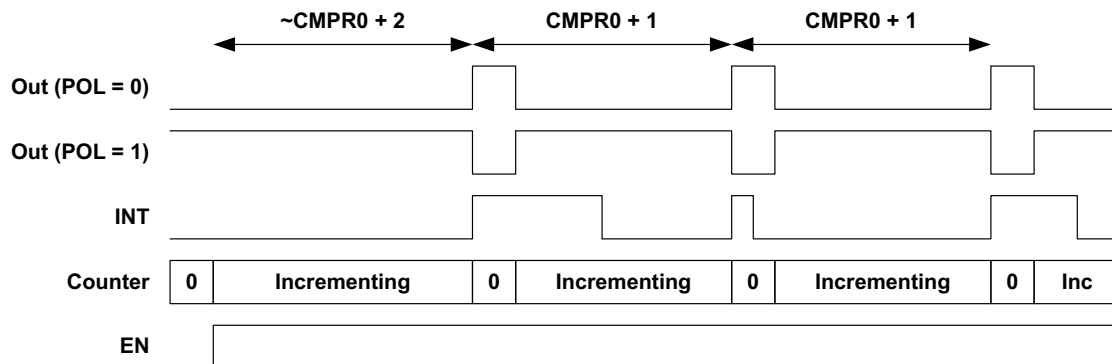 ~CMPR0 + 2 CMPR0 + 1 CMPR0 + 1
Out (POL = 0)
Out (POL = 1)
INT
Counter 0 Incrementing 0 Incrementing 0 Incrementing 0 Inc
EN